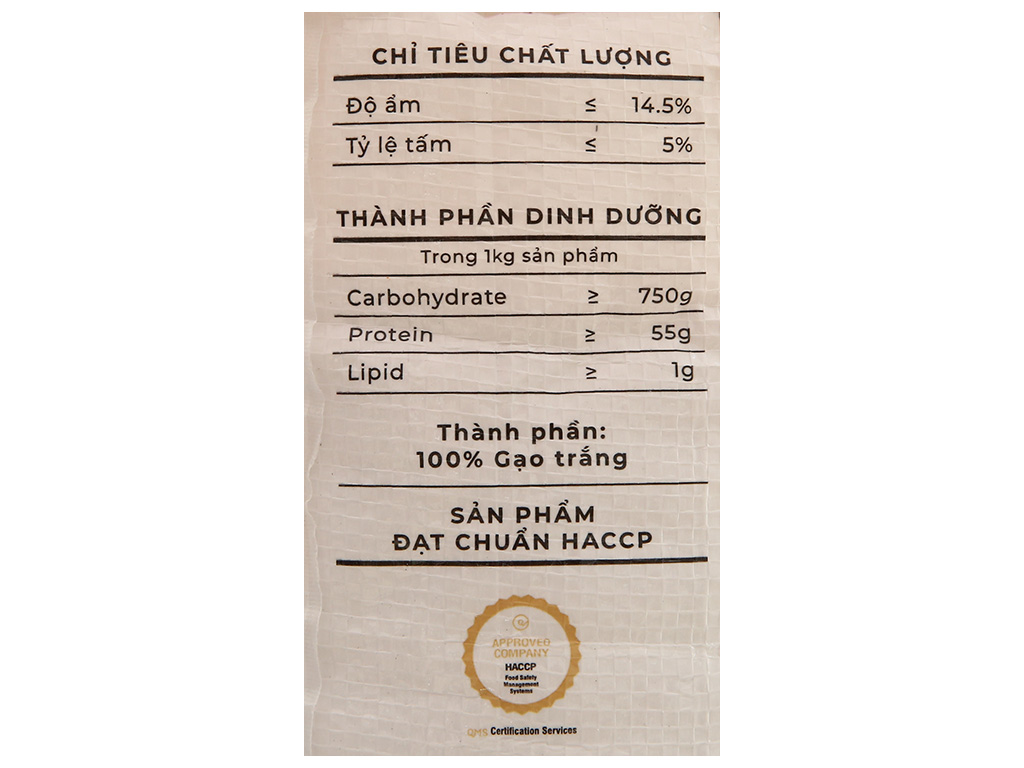 CHỈ TIÊU CHẤT LƯỢNG
Độ ẩm ≤ 14.5%
Tỷ lệ tấm ≤ 5%
THÀNH PHẦN DINH DƯỠNG
Trong 1kg sản phẩm
Carbohydrate ≥ 750g
Protein ≥ 55g
Lipid ≥ 1g
Thành phần:
100% Gạo trắng
SẢN PHẨM
ĐẠT CHUẨN HACCP
APPROVED
COMPANY
HACCP
Food Safety
Management
Systems
QMS Certification Services